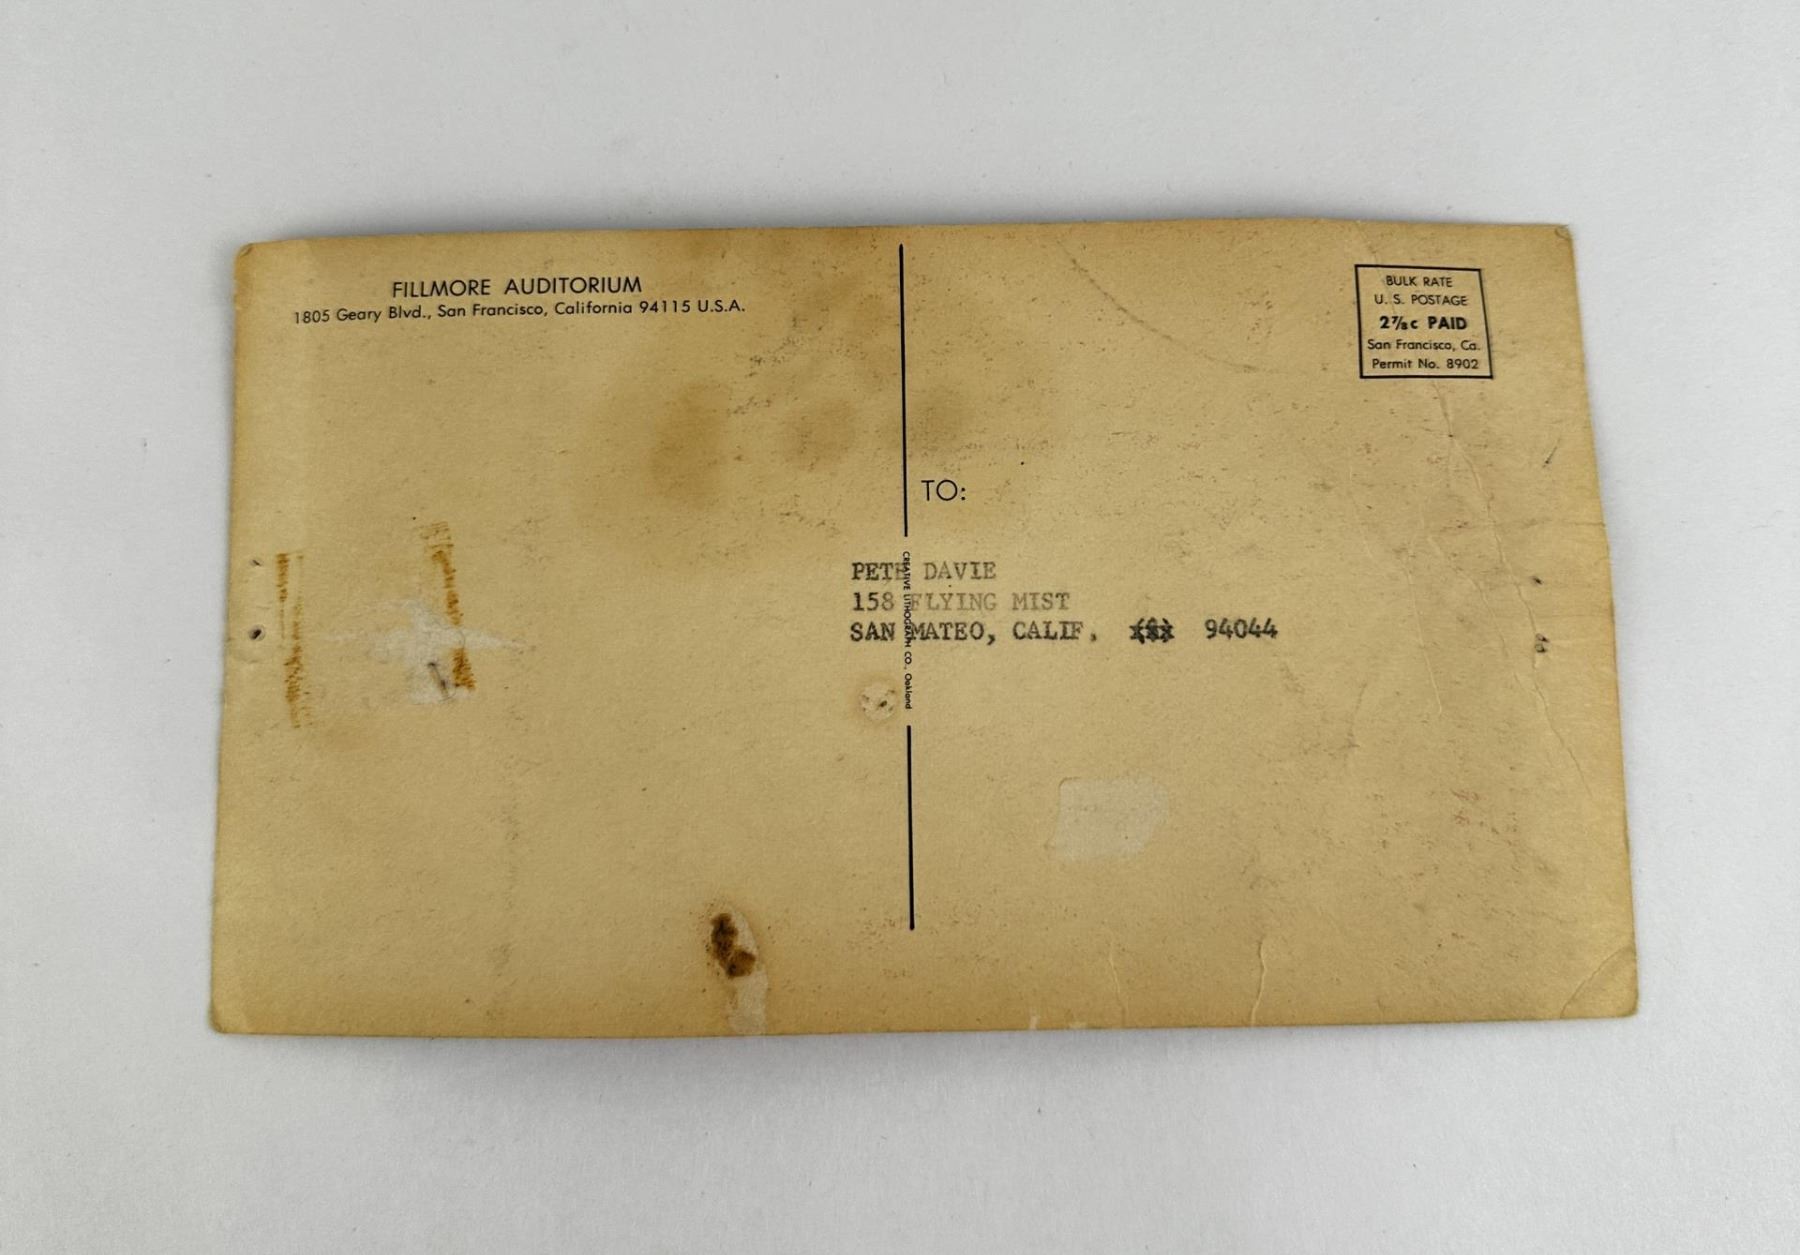 FILLMORE AUDITORIUM
1805 Geary Blvd., San Francisco, California 94115 U.S.A.
BULK RATE
U. S. POSTAGE
2⅞c PAID
San Francisco, Ca.
Permit No. 8902
TO:
CREATIVE LITHOGRAPH CO., Oakland
PETE DAVIE
158 FLYING MIST
SAN MATEO, CALIF. 94044